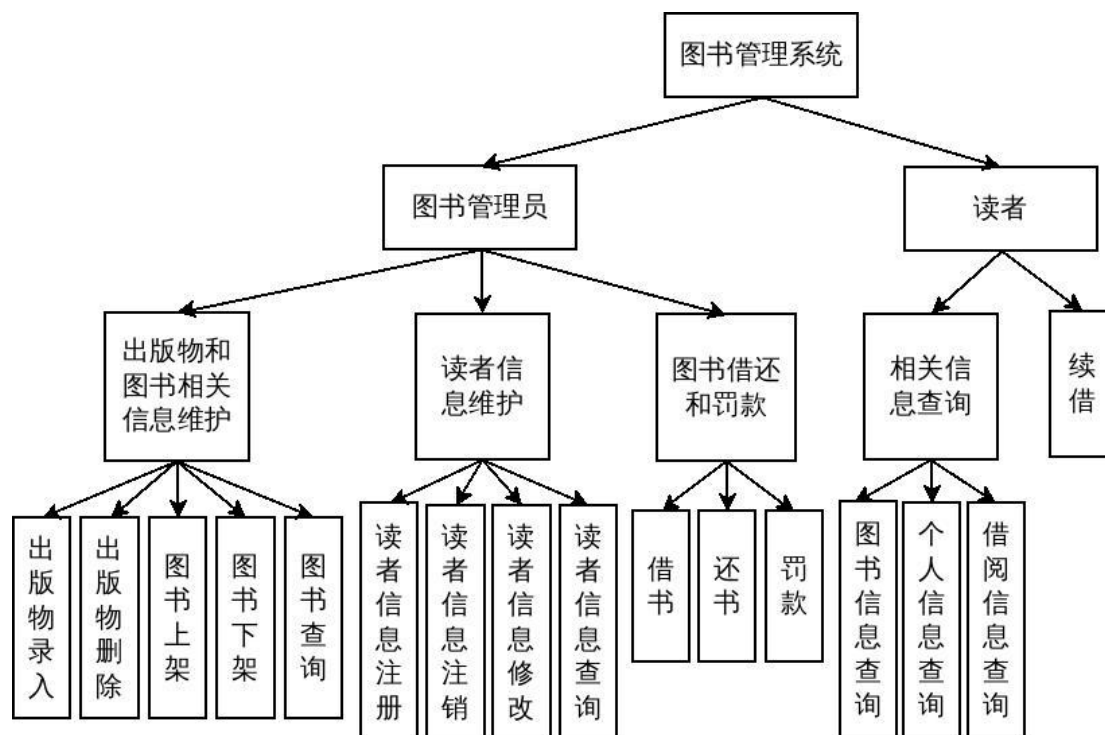 图书管理系统
图书管理员
读者
出版物和
图书相关
信息维护
读者信
息维护
图书借还
和罚款
相关信
息查询
续借
出版物录入
出版物删除
图书上架
图书下架
图书查询
读者信息注册
读者信息注销
读者信息修改
读者信息查询
借书
还书
罚款
图书信息查询
个人信息查询
借阅信息查询